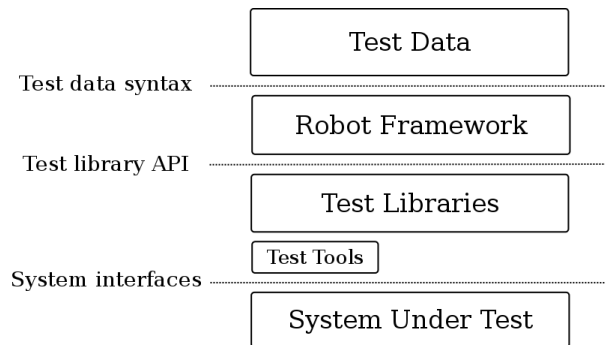 Test Data
Test data syntax
Robot Framework
Test library API
Test Libraries
Test Tools
System interfaces
System Under Test